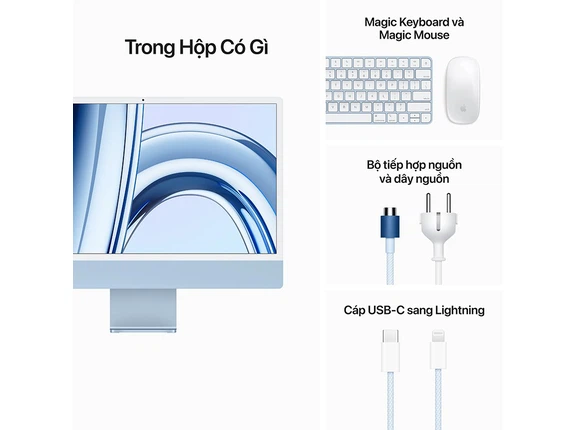 Trong Hộp Có Gì
Magic Keyboard và
Magic Mouse
Bộ tiếp hợp nguồn
và dây nguồn
Cáp USB-C sang Lightning